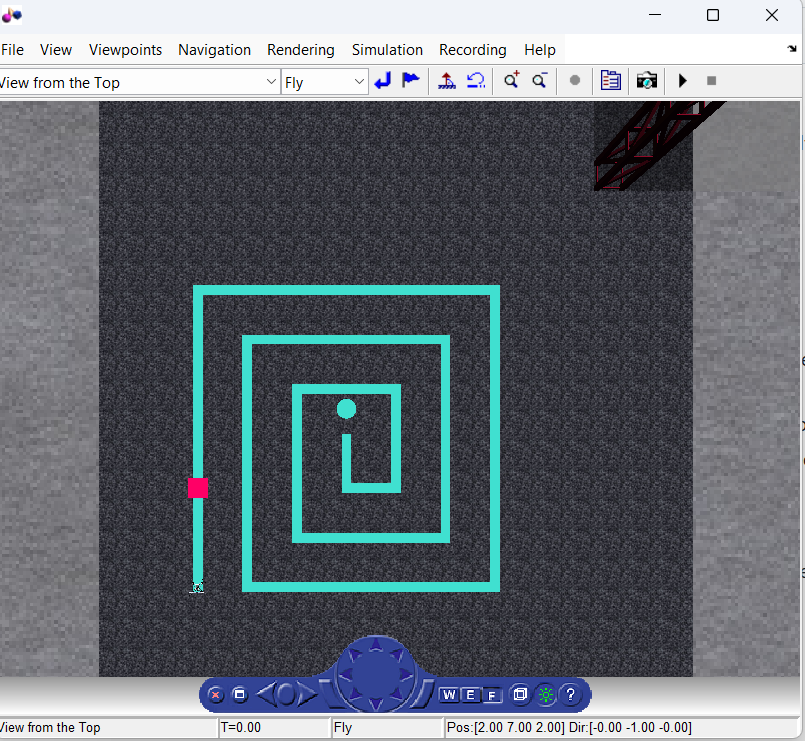 File View Viewpoints Navigation Rendering Simulation Recording Help
View from the Top Fly
W E F ?
View from the Top T=0.00 Fly Pos:[2.00 7.00 2.00] Dir:[-0.00 -1.00 -0.00]